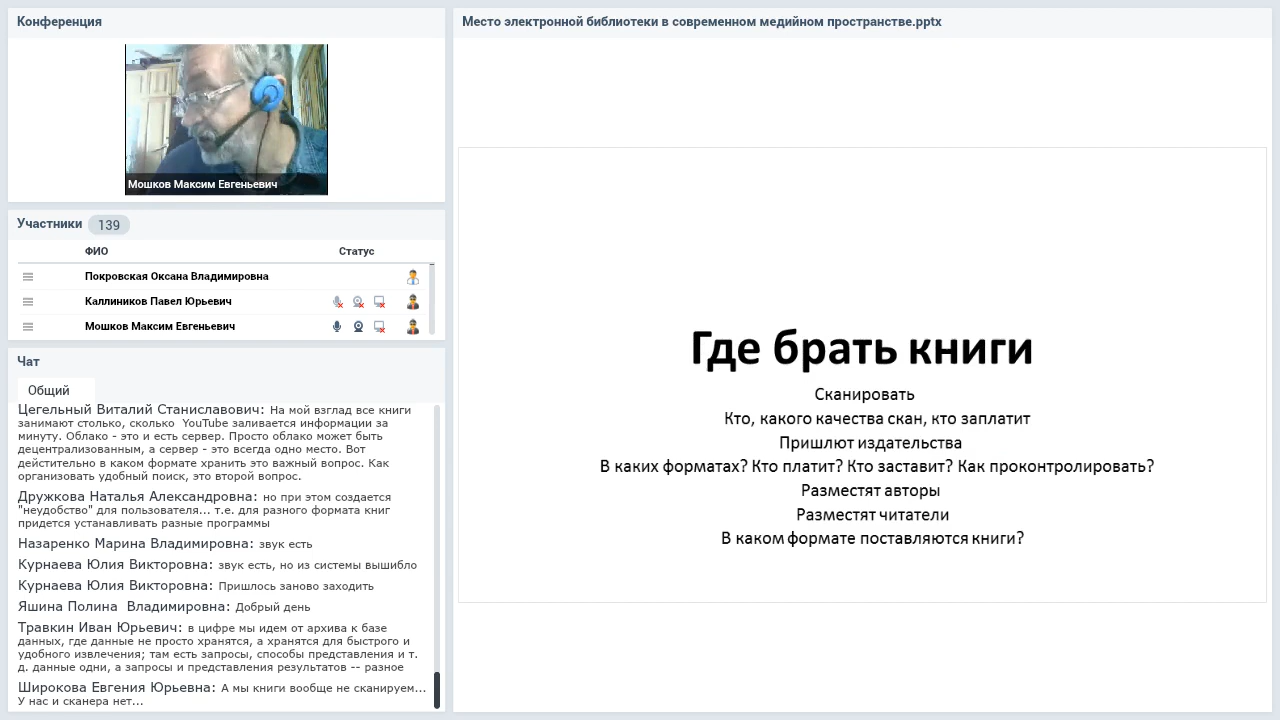 Конференция
Мошков Максим Евгеньевич
Участники 139
ФИО Статус
Покровская Оксана Владимировна
Каллиников Павел Юрьевич
Мошков Максим Евгеньевич
Чат
Общий
Цегельный Виталий Станиславович: На мой взгляд все книги
занимают столько, сколько YouTube заливается информации за
минуту. Облако - это и есть сервер. Просто облако может быть
децентрализованным, а сервер - это всегда одно место. Вот
дейстительно в каком формате хранить это важный вопрос. Как
организовать удобный поиск, это второй вопрос.
Дружкова Наталья Александровна: но при этом создается
"неудобство" для пользователя... т.е. для разного формата книг
придется устанавливать разные программы
Назаренко Марина Владимировна: звук есть
Курнаева Юлия Викторовна: звук есть, но из системы вышибло
Курнаева Юлия Викторовна: Пришлось заново заходить
Яшина Полина Владимировна: Добрый день
Травкин Иван Юрьевич: в цифре мы идем от архива к базе
данных, где данные не просто хранятся, а хранятся для быстрого и
удобного извлечения; там есть запросы, способы представления и т.
д. данные одни, а запросы и представления результатов -- разное
Широкова Евгения Юрьевна: А мы книги вообще не сканируем...
У нас и сканера нет...
Место электронной библиотеки в современном медийном пространстве.pptx
Где брать книги
Сканировать
Кто, какого качества скан, кто заплатит
Пришлют издательства
В каких форматах? Кто платит? Кто заставит? Как проконтролировать?
Разместят авторы
Разместят читатели
В каком формате поставляются книги?